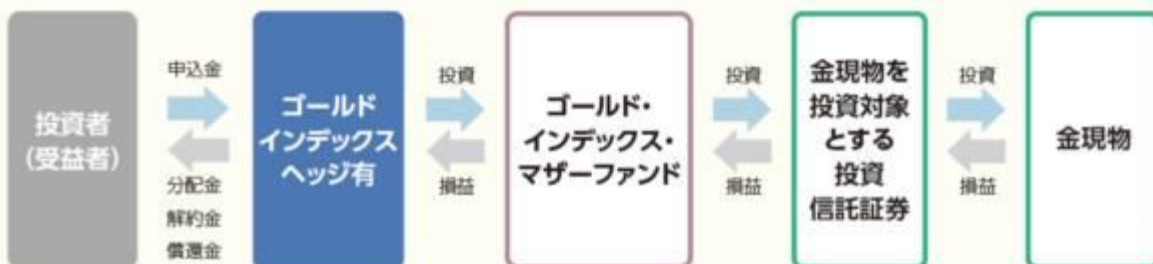 投資者
(受益者)
申込金
分配金
解約金
償還金
ゴールド
インデックス
ヘッジ有
投資
損益
ゴールド・
インデックス・
マザーファンド
投資
損益
金現物を
投資対象
とする
投資
信託証券
投資
損益
金現物